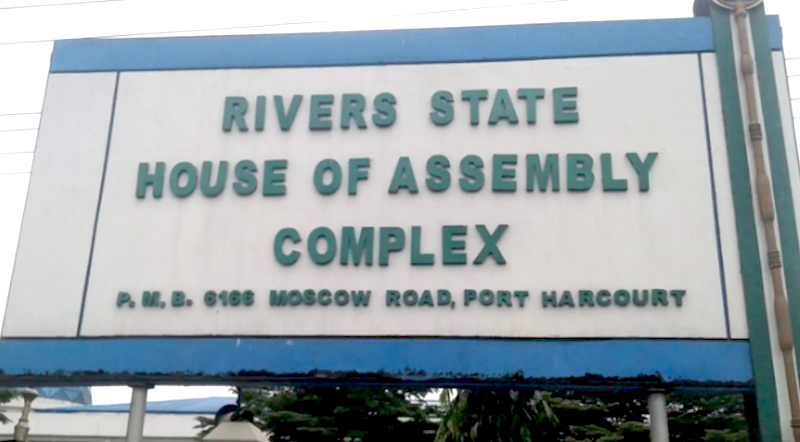 RIVERS STATE
HOUSE OF ASSEMBLY
COMPLEX
P. M. B. 6166 MOSCOW ROAD, PORT HARCOURT